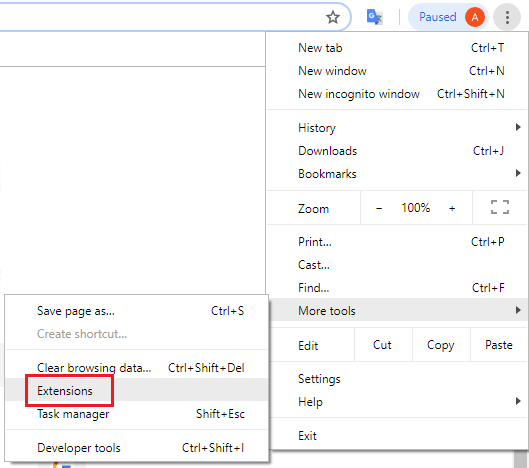 Paused A
New tab Ctrl+T
New window Ctrl+N
New incognito window Ctrl+Shift+N
History
Downloads Ctrl+J
Bookmarks
Zoom − 100% +
Print... Ctrl+P
Cast...
Find... Ctrl+F
More tools
Edit Cut Copy Paste
Settings
Help
Exit
Save page as... Ctrl+S
Create shortcut...
Clear browsing data... Ctrl+Shift+Del
Extensions
Task manager Shift+Esc
Developer tools Ctrl+Shift+I